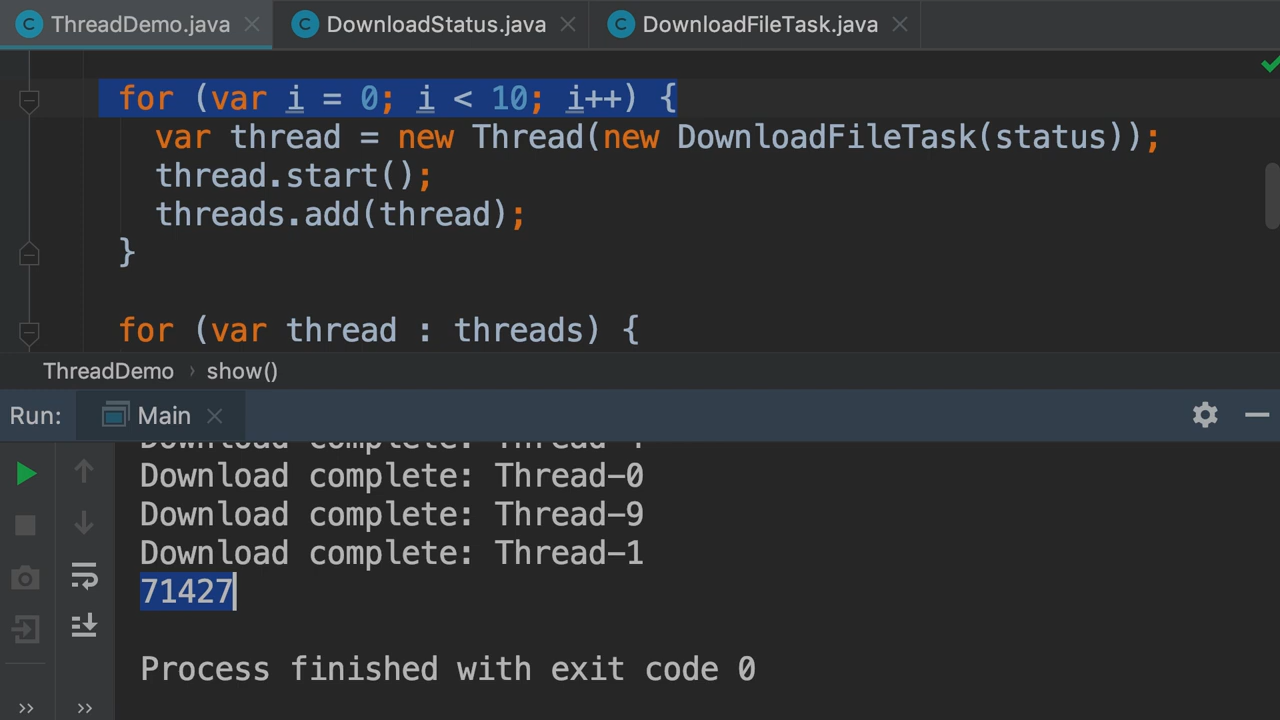 ThreadDemo.java DownloadStatus.java DownloadFileTask.java
for (var i = 0; i < 10; i++) {
var thread = new Thread(new DownloadFileTask(status));
thread.start();
threads.add(thread);
}
for (var thread : threads) {
ThreadDemo › show()
Run: Main
Download complete:
Download complete: Thread-0
Download complete: Thread-9
Download complete: Thread-1
71427
Process finished with exit code 0